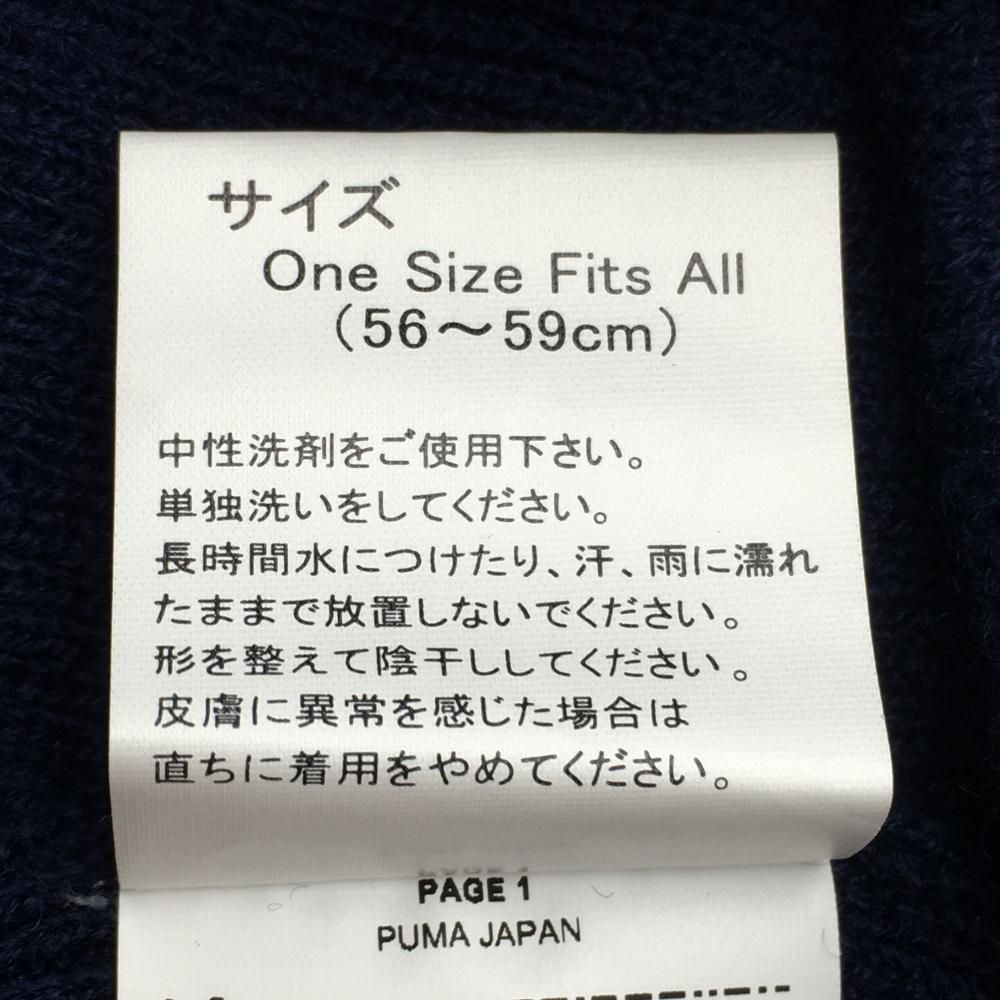 サイズ
One Size Fits All
（56～59cm）
中性洗剤をご使用下さい。
単独洗いをしてください。
長時間水につけたり、汗、雨に濡れ
たままで放置しないでください。
形を整えて陰干ししてください。
皮膚に異常を感じた場合は
直ちに着用をやめてください。
PAGE 1
PUMA JAPAN